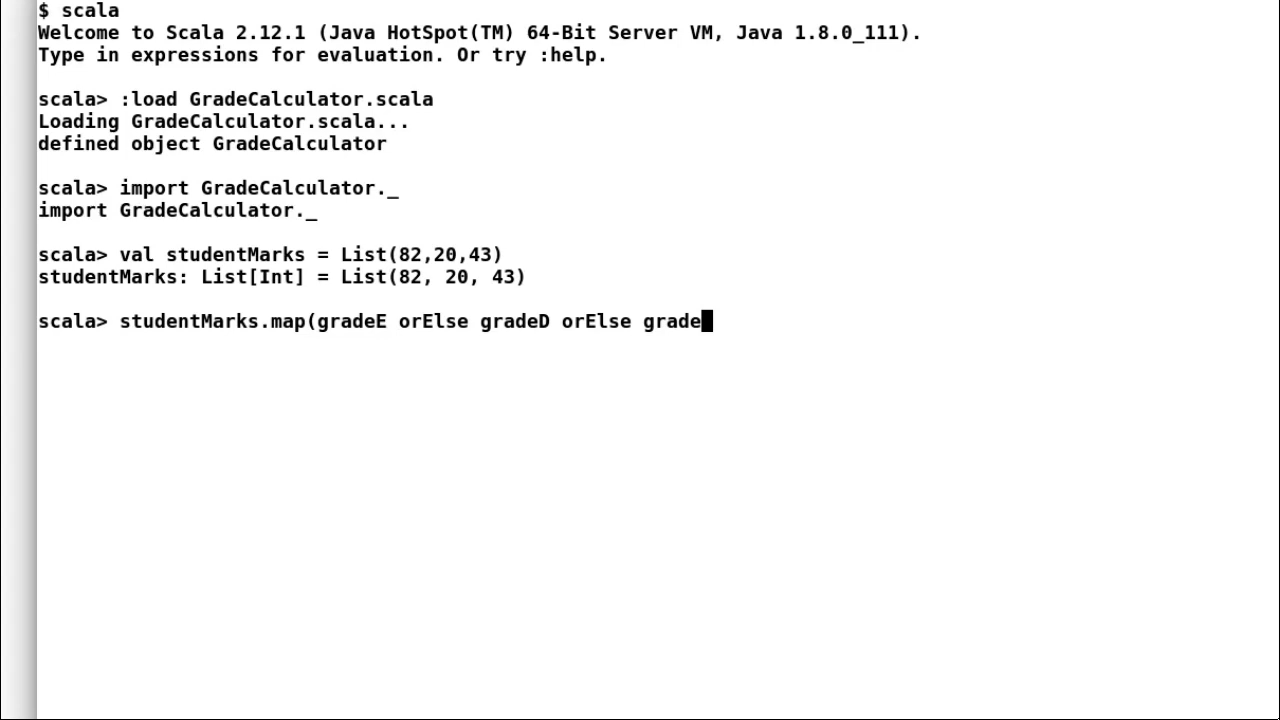 $ scala
Welcome to Scala 2.12.1 (Java HotSpot(TM) 64-Bit Server VM, Java 1.8.0_111).
Type in expressions for evaluation. Or try :help.
scala> :load GradeCalculator.scala
Loading GradeCalculator.scala...
defined object GradeCalculator
scala> import GradeCalculator._
import GradeCalculator._
scala> val studentMarks = List(82,20,43)
studentMarks: List[Int] = List(82, 20, 43)
scala> studentMarks.map(gradeE orElse gradeD orElse grade